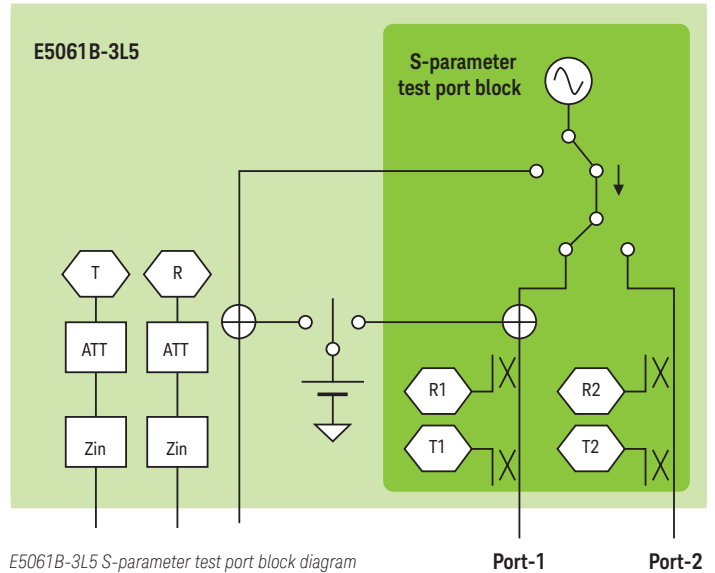 E5061B-3L5
S-parameter
test port block
T
R
ATT
ATT
Zin
Zin
R1
R2
T1
T2
E5061B-3L5 S-parameter test port block diagram
Port-1
Port-2